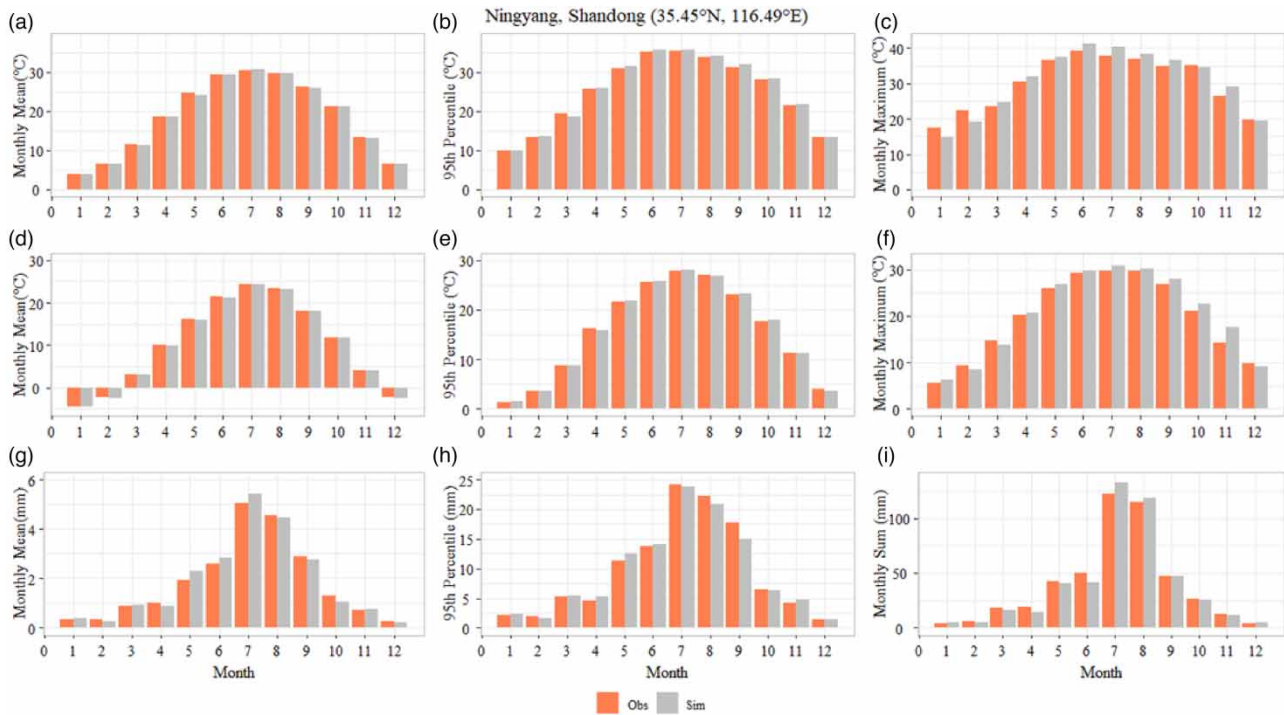 Ningyang, Shandong (35.45°N, 116.49°E)
(a)
Monthly Mean(°C)
30
20
10
0
0 1 2 3 4 5 6 7 8 9 10 11 12
(b)
95th Percentile (°C)
30
20
10
0
0 1 2 3 4 5 6 7 8 9 10 11 12
(c)
Monthly Maximum (°C)
40
30
20
10
0
0 1 2 3 4 5 6 7 8 9 10 11 12
(d)
Monthly Mean(°C)
30
20
10
0
0 1 2 3 4 5 6 7 8 9 10 11 12
(e)
95th Percentile (°C)
30
20
10
0
0 1 2 3 4 5 6 7 8 9 10 11 12
(f)
Monthly Maximum (°C)
30
20
10
0
0 1 2 3 4 5 6 7 8 9 10 11 12
(g)
Monthly Mean(mm)
6
4
2
0
0 1 2 3 4 5 6 7 8 9 10 11 12
Month
(h)
95th Percentile (mm)
25
20
15
10
5
0
0 1 2 3 4 5 6 7 8 9 10 11 12
Month
(i)
Monthly Sum (mm)
100
50
0
0 1 2 3 4 5 6 7 8 9 10 11 12
Month
Obs Sim